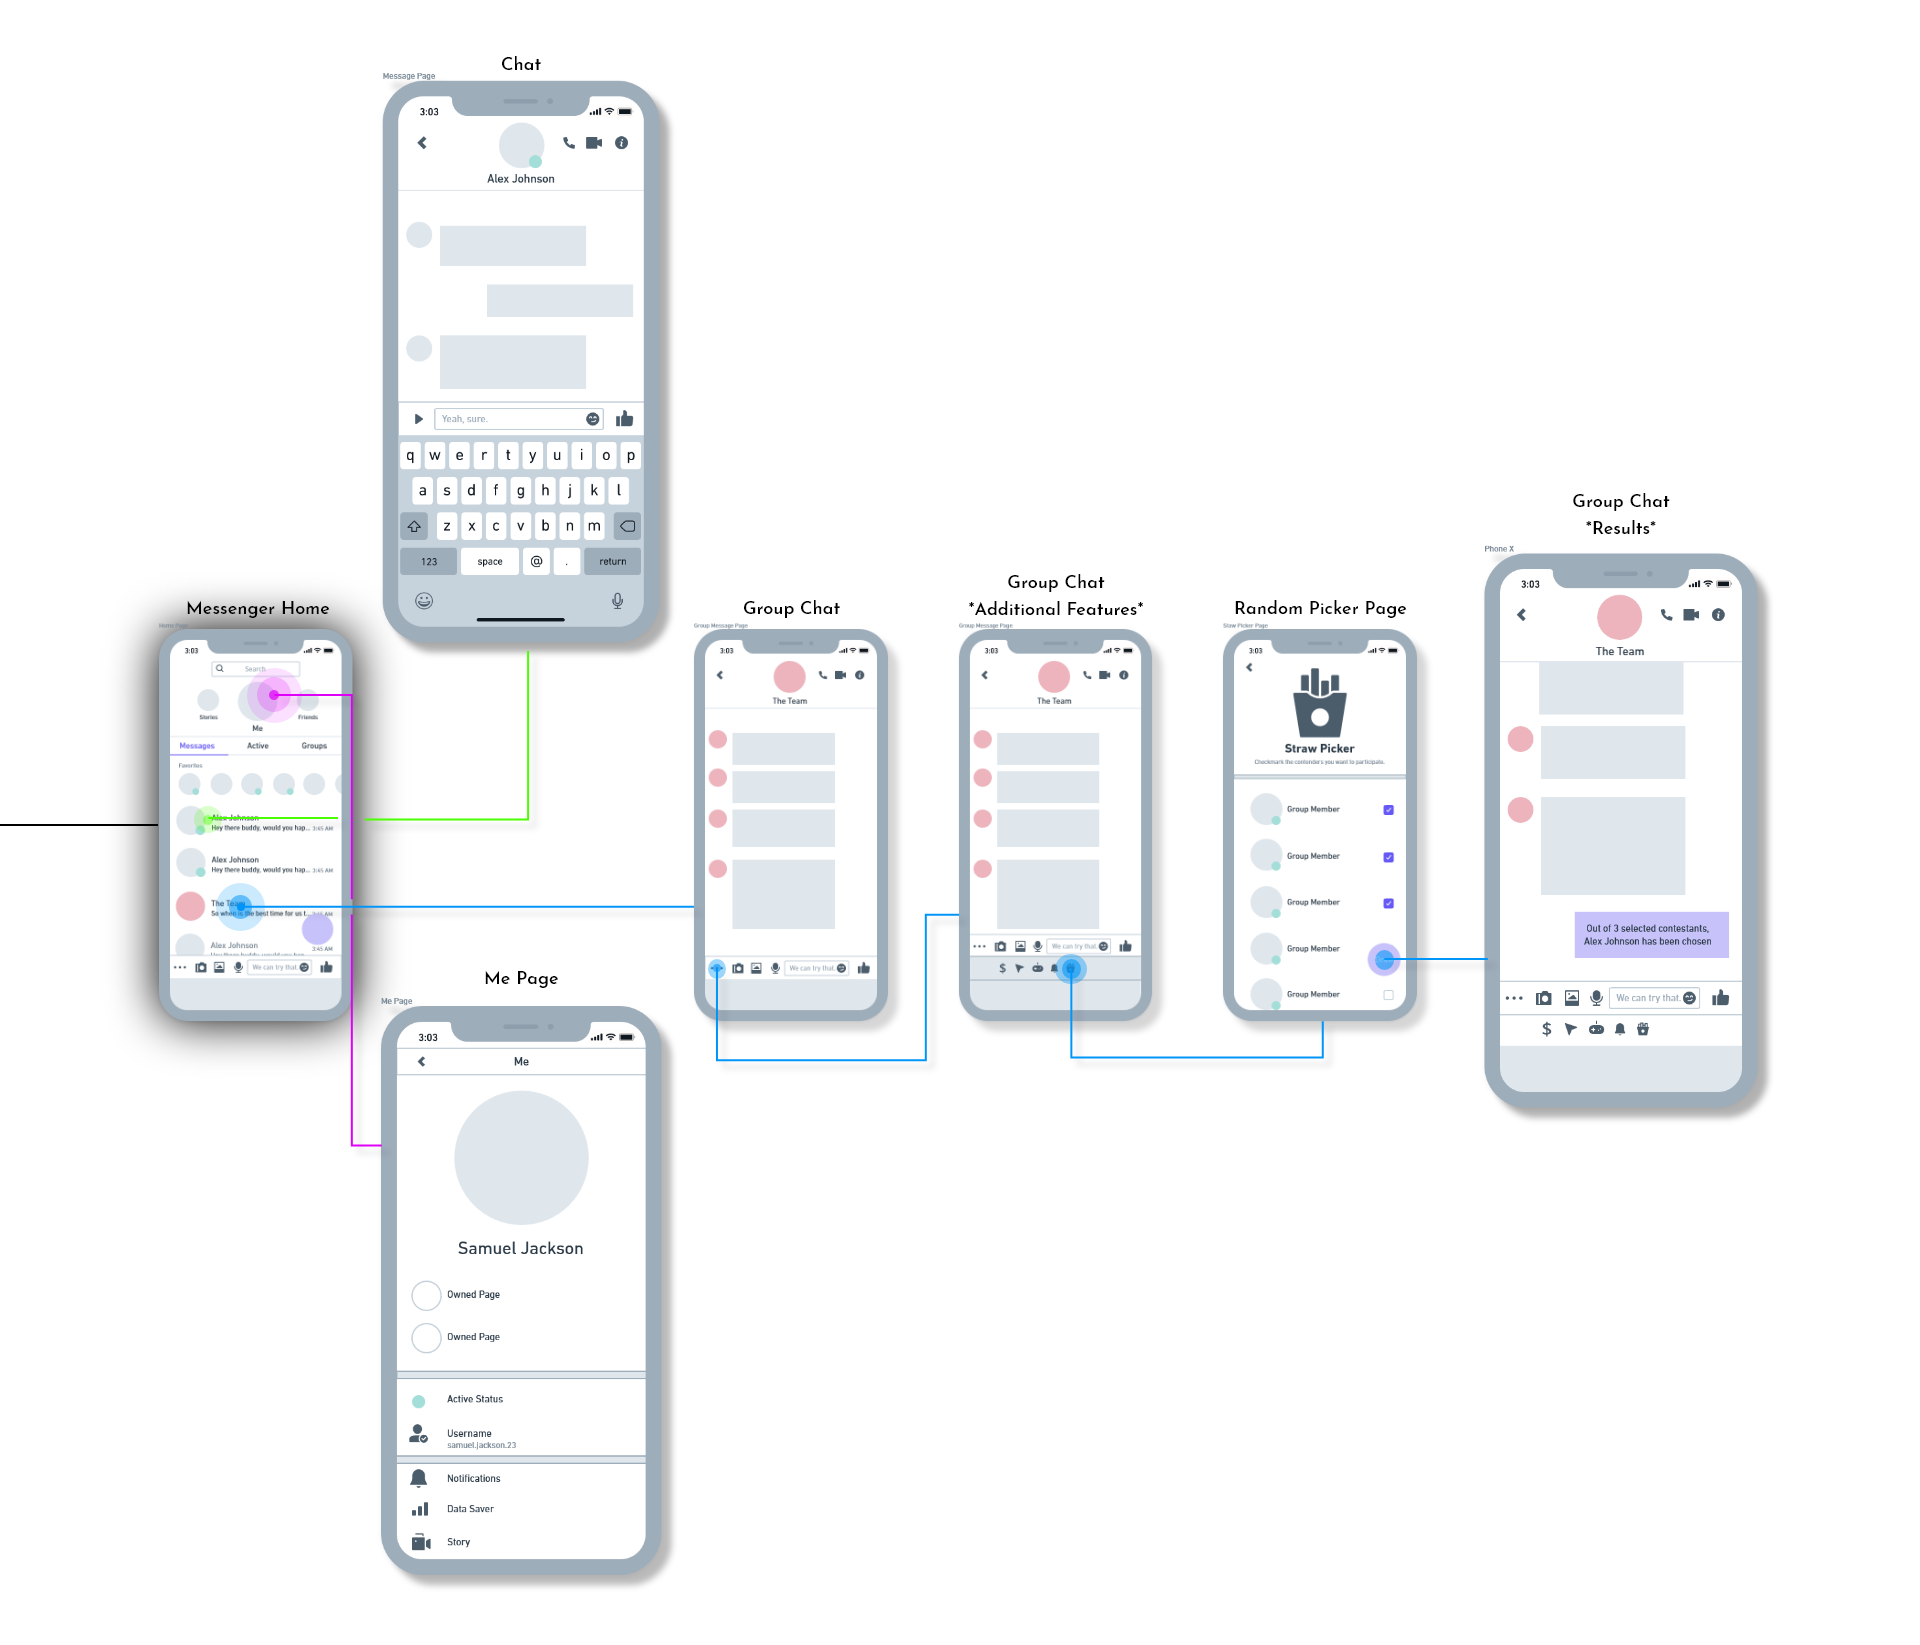 Chat
Message Page
3:03
Alex Johnson
Yeah, sure.
q w e r t y u i o p
a s d f g h j k l
z x c v b n m
123 space @ . return
Messenger Home
Home Page
3:03
Search
Stories
Friends
Me
Messages Active Groups
Favorites
Alex Johnson
Hey there buddy, would you hap... 3:45 AM
Alex Johnson
Hey there buddy, would you hap... 3:45 AM
The Team
So when is the best time for us t... 3:45 AM
Alex Johnson
3:45 AM
Hey there buddy, would you hap...
We can try that.
Me Page
Me Page
3:03
Me
Samuel Jackson
Owned Page
Owned Page
Active Status
Username
samuel.jackson.23
Notifications
Data Saver
Story
Group Chat
Group Message Page
3:03
The Team
We can try that.
Group Chat
*Additional Features*
Group Message Page
3:03
The Team
We can try that.
$
Random Picker Page
Straw Picker Page
3:03
Straw Picker
Checkmark the contenders you want to participate.
Group Member
Group Member
Group Member
Group Member
Group Member
Group Chat
*Results*
Phone X
3:03
The Team
Out of 3 selected contestants,
Alex Johnson has been chosen
We can try that.
$